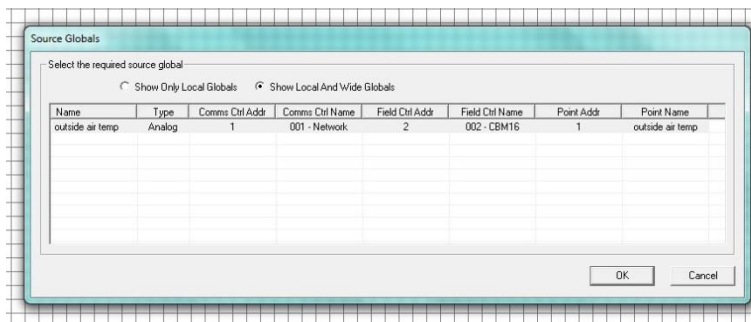 Source Globals
Select the required source global
Show Only Local Globals Show Local And Wide Globals
Name Type Comms Ctrl Addr Comms Ctrl Name Field Ctrl Addr Field Ctrl Name Point Addr Point Name
outside air temp Analog 1 001 - Network 2 002 - CBM16 1 outside air temp
OK Cancel